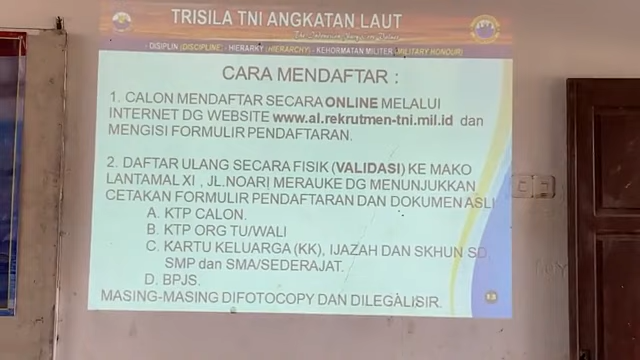 TRISILA TNI ANGKATAN LAUT
- DISIPLIN (DISCIPLINE) - HIERARKY (HIERARCHY) - KEHORMATAN MILITER (MILITARY HONOUR)
CARA MENDAFTAR :
1. CALON MENDAFTAR SECARA ONLINE MELALUI
INTERNET DG WEBSITE www.al.rekrutmen-tni.mil.id dan
MENGISI FORMULIR PENDAFTARAN.
2. DAFTAR ULANG SECARA FISIK (VALIDASI) KE MAKO
LANTAMAL XI , JL.NOARI MERAUKE DG MENUNJUKKAN
CETAKAN FORMULIR PENDAFTARAN DAN DOKUMEN ASLI
A. KTP CALON.
B. KTP ORG TU/WALI
C. KARTU KELUARGA (KK), IJAZAH DAN SKHUN SD,
SMP dan SMA/SEDERAJAT.
D. BPJS.
MASING-MASING DIFOTOCOPY DAN DILEGALISIR.